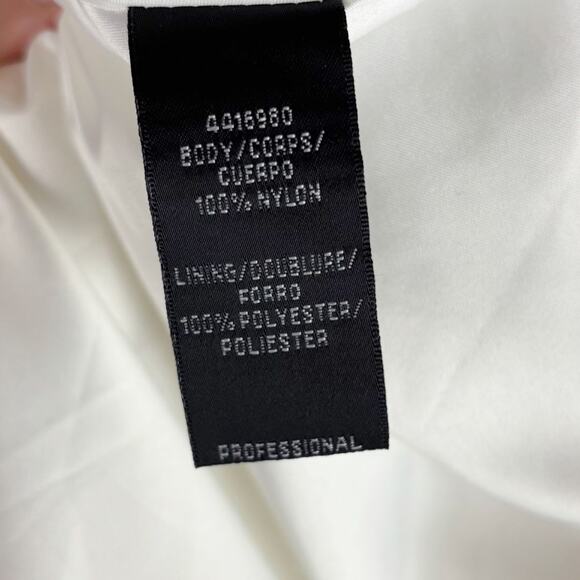 4416980
BODY/CORPS/
CUERPO
100% NYLON
LINING/DOUBLURE/
FORRO
100% POLYESTER/
POLIESTER
PROFESSIONAL